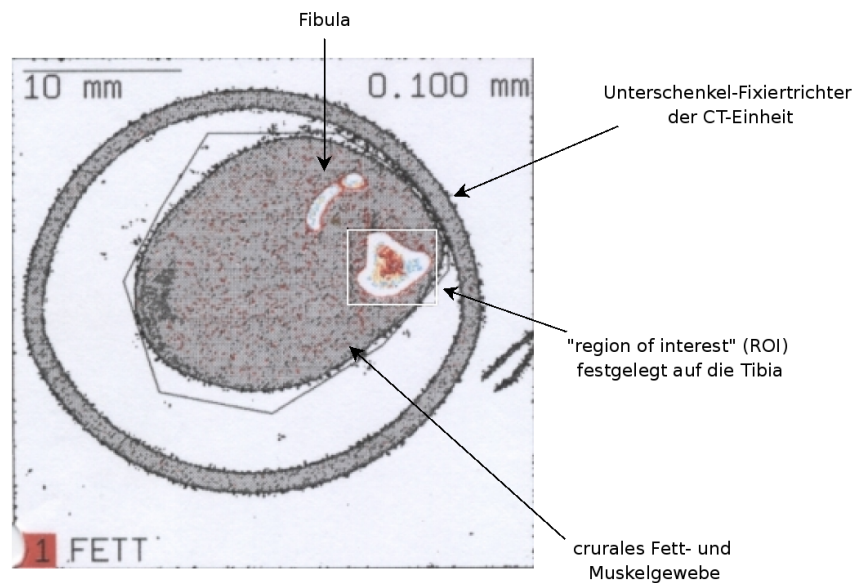 Fibula
10 mm
0.100 mm
Unterschenkel-Fixiertrichter
der CT-Einheit
"region of interest" (ROI)
festgelegt auf die Tibia
crurales Fett- und
Muskelgewebe
1 FETT